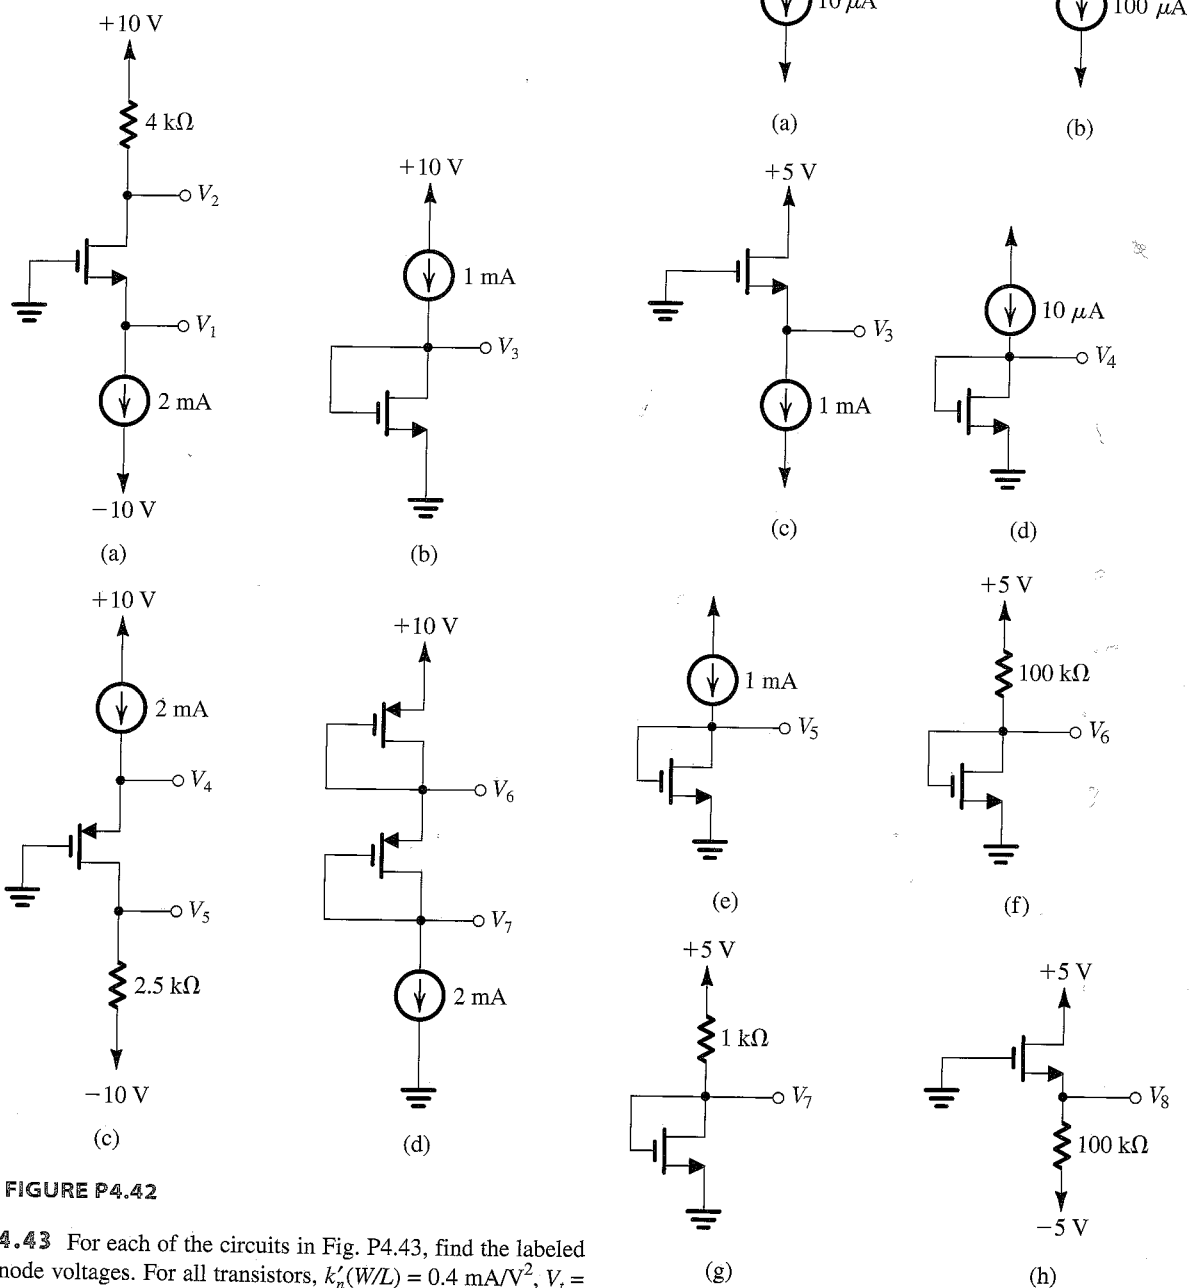 +10 V
4 kΩ
V2
V1
2 mA
−10 V
(a)
+10 V
1 mA
V3
(b)
+10 V
2 mA
V4
V5
2.5 kΩ
−10 V
(c)
+10 V
V6
V7
2 mA
(d)
FIGURE P4.42
4.43 For each of the circuits in Fig. P4.43, find the labeled
node voltages. For all transistors, k′n(W/L) = 0.4 mA/V², Vt =
10 μA
(a)
100 μA
(b)
+5 V
V3
1 mA
(c)
10 μA
V4
(d)
1 mA
V5
(e)
+5 V
100 kΩ
V6
(f)
+5 V
1 kΩ
V7
(g)
+5 V
V8
100 kΩ
−5 V
(h)